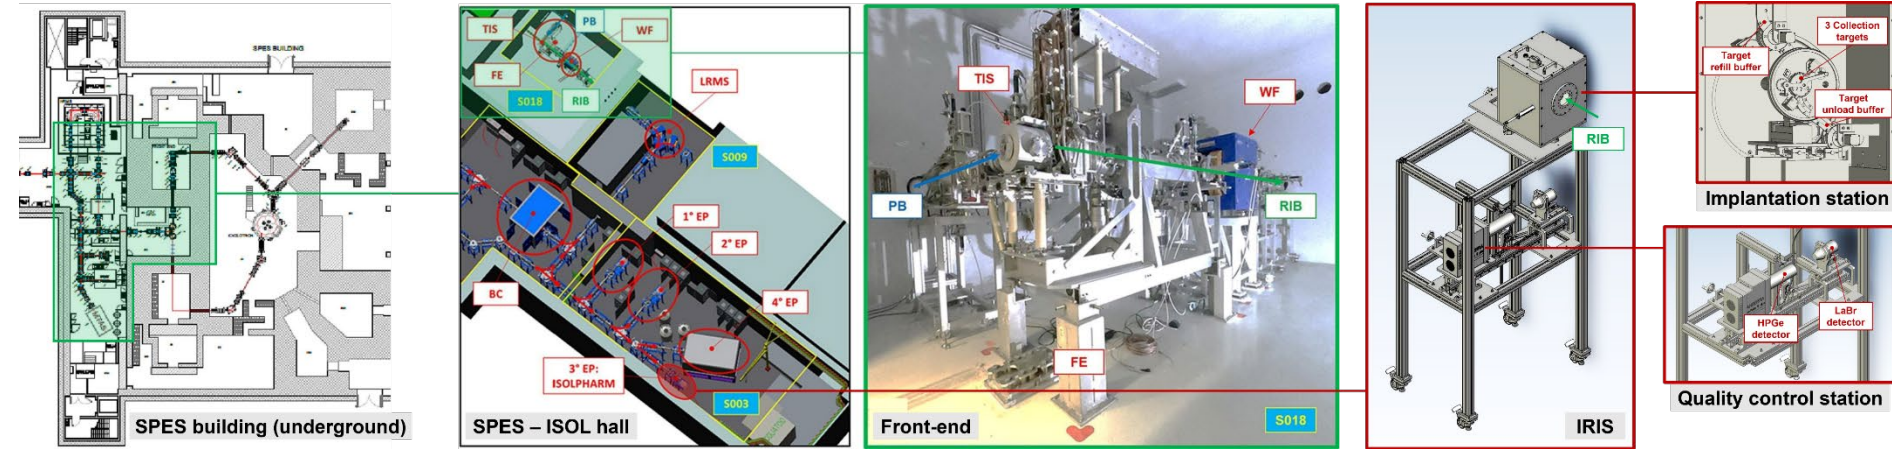 SPES BUILDING
SPES building (underground)
TIS
PB
WF
FE
RIB
S018
LRMS
S009
1° EP
2° EP
BC
4° EP
3° EP:
ISOLPHARM
S003
SPES – ISOL hall
TIS
WF
PB
RIB
FE
Front-end
S018
RIB
IRIS
3 Collection
targets
Target
refill buffer
Target
unload buffer
Implantation station
HPGe
detector
LaBr
detector
Quality control station